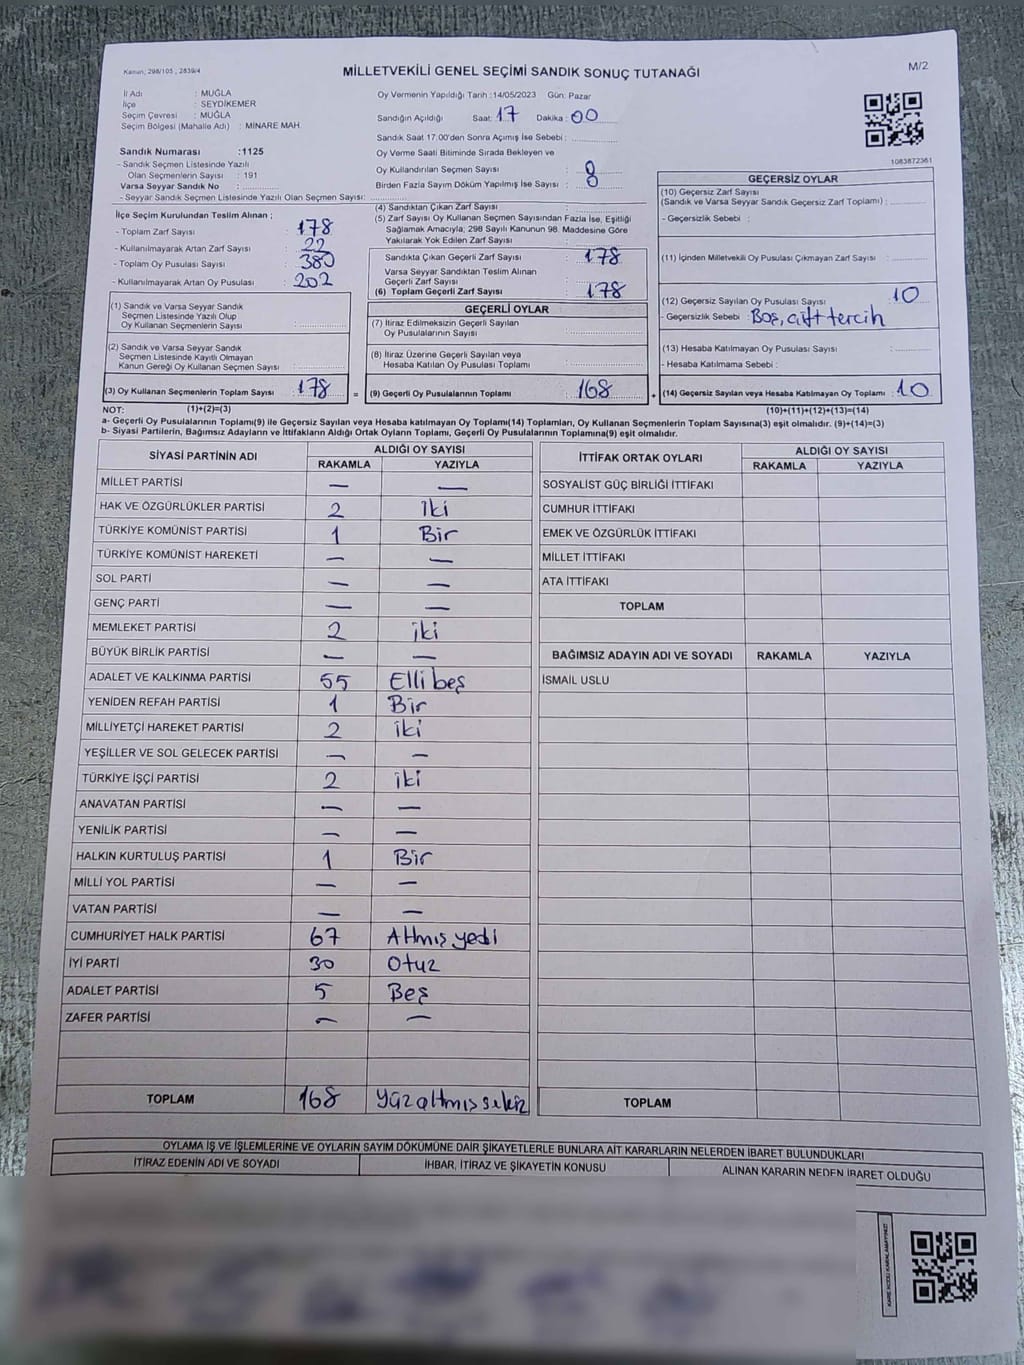 Kanun; 298/105 ; 2839/4
MİLLETVEKİLİ GENEL SEÇİMİ SANDIK SONUÇ TUTANAĞI
M/2
İl Adı : MUĞLA
İlçe : SEYDİKEMER
Seçim Çevresi : MUĞLA
Seçim Bölgesi (Mahalle Adı) : MİNARE MAH.
Oy Vermenin Yapıldığı Tarih :14/05/2023 Gün: Pazar
Sandığın Açıldığı Saat: 17 Dakika : 00
Sandık Saat 17.00'den Sonra Açımış İse Sebebi :
Oy Verme Saati Bitiminde Sırada Bekleyen ve
Oy Kullandırılan Seçmen Sayısı : 8
Birden Fazla Sayım Döküm Yapılmış İse Sayısı :
1083872361
Sandık Numarası :1125
- Sandık Seçmen Listesinde Yazılı
Olan Seçmenlerin Sayısı : 191
Varsa Seyyar Sandık No :
- Seyyar Sandık Seçmen Listesinde Yazılı Olan Seçmen Sayısı:
İlçe Seçim Kurulundan Teslim Alınan ;
- Toplam Zarf Sayısı : 178
- Kullanılmayarak Artan Zarf Sayısı : 22
- Toplam Oy Pusulası Sayısı : 380
- Kullanılmayarak Artan Oy Pusulası : 202
(4) Sandıktan Çıkan Zarf Sayısı :
(5) Zarf Sayısı Oy Kullanan Seçmen Sayısından Fazla İse, Eşitliği
Sağlamak Amacıyla; 298 Sayılı Kanunun 98. Maddesine Göre
Yakılarak Yok Edilen Zarf Sayısı :
Sandıkta Çıkan Geçerli Zarf Sayısı : 178
Varsa Seyyar Sandıktan Teslim Alınan
Geçerli Zarf Sayısı :
(6) Toplam Geçerli Zarf Sayısı : 178
GEÇERSİZ OYLAR
(10) Geçersiz Zarf Sayısı
(Sandık ve Varsa Seyyar Sandık Geçersiz Zarf Toplamı) :
- Geçersizlik Sebebi :
(11) İçinden Milletvekili Oy Pusulası Çıkmayan Zarf Sayısı :
(12) Geçersiz Sayılan Oy Pusulası Sayısı : 10
- Geçersizlik Sebebi : Boş, çift tercih
(13) Hesaba Katılmayan Oy Pusulası Sayısı :
- Hesaba Katılmama Sebebi :
(1) Sandık ve Varsa Seyyar Sandık
Seçmen Listesinde Yazılı Olup
Oy Kullanan Seçmenlerin Sayısı :
(2) Sandık ve Varsa Seyyar Sandık
Seçmen Listesinde Kayıtlı Olmayan
Kanun Gereği Oy Kullanan Seçmen Sayısı :
GEÇERLİ OYLAR
(7) İtiraz Edilmeksizin Geçerli Sayılan
Oy Pusulalarının Sayısı :
(8) İtiraz Üzerine Geçerli Sayılan veya
Hesaba Katılan Oy Pusulası Toplamı :
(3) Oy Kullanan Seçmenlerin Toplam Sayısı : 178 = (9) Geçerli Oy Pusulalarının Toplamı : 168 + (14) Geçersiz Sayılan veya Hesaba Katılmayan Oy Toplamı : 10
NOT: (1)+(2)=(3) (10)+(11)+(12)+(13)=(14)
a- Geçerli Oy Pusulalarının Toplamı(9) ile Geçersiz Sayılan veya Hesaba katılmayan Oy Toplamı(14) Toplamları, Oy Kullanan Seçmenlerin Toplam Sayısına(3) eşit olmalıdır. (9)+(14)=(3)
b- Siyasi Partilerin, Bağımsız Adayların ve İttifakların Aldığı Ortak Oyların Toplamı, Geçerli Oy Pusulalarının Toplamına(9) eşit olmalıdır.
SİYASİ PARTİNİN ADI ALDIĞI OY SAYISI
RAKAMLA YAZIYLA
MİLLET PARTİSİ — —
HAK VE ÖZGÜRLÜKLER PARTİSİ 2 İki
TÜRKİYE KOMÜNİST PARTİSİ 1 Bir
TÜRKİYE KOMÜNİST HAREKETİ — —
SOL PARTİ — —
GENÇ PARTİ — —
MEMLEKET PARTİSİ 2 iki
BÜYÜK BİRLİK PARTİSİ — —
ADALET VE KALKINMA PARTİSİ 55 Elli beş
YENİDEN REFAH PARTİSİ 1 Bir
MİLLİYETÇİ HAREKET PARTİSİ 2 iki
YEŞİLLER VE SOL GELECEK PARTİSİ — —
TÜRKİYE İŞÇİ PARTİSİ 2 iki
ANAVATAN PARTİSİ — —
YENİLİK PARTİSİ — —
HALKIN KURTULUŞ PARTİSİ 1 Bir
MİLLİ YOL PARTİSİ — —
VATAN PARTİSİ — —
CUMHURİYET HALK PARTİSİ 67 Altmış yedi
İYİ PARTİ 30 Otuz
ADALET PARTİSİ 5 Beş
ZAFER PARTİSİ — —
TOPLAM 168 Yüz altmış sekiz
İTTİFAK ORTAK OYLARI ALDIĞI OY SAYISI
RAKAMLA YAZIYLA
SOSYALİST GÜÇ BİRLİĞİ İTTİFAKI
CUMHUR İTTİFAKI
EMEK VE ÖZGÜRLÜK İTTİFAKI
MİLLET İTTİFAKI
ATA İTTİFAKI
TOPLAM
BAĞIMSIZ ADAYIN ADI VE SOYADI RAKAMLA YAZIYLA
İSMAİL USLU
TOPLAM
OYLAMA İŞ VE İŞLEMLERİNE VE OYLARIN SAYIM DÖKÜMÜNE DAİR ŞİKAYETLERLE BUNLARA AİT KARARLARIN NELERDEN İBARET BULUNDUKLARI
İTİRAZ EDENİN ADI VE SOYADI İHBAR, İTİRAZ VE ŞİKAYETİN KONUSU ALINAN KARARIN NEDEN İBARET OLDUĞU
KARE KODU KARALAMAYINIZ!